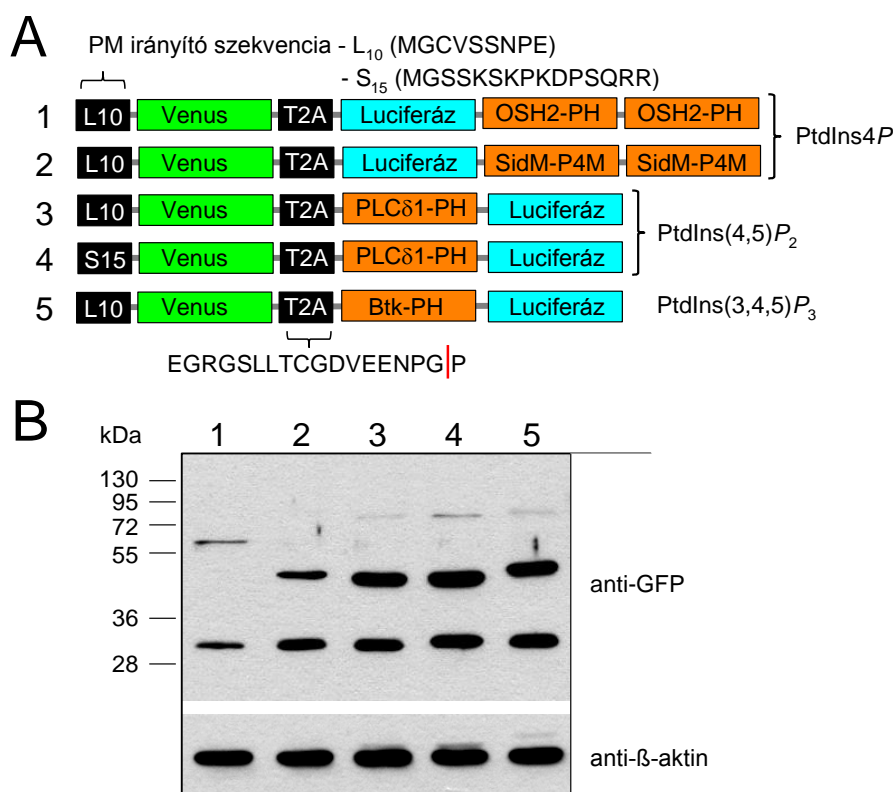 A
PM irányító szekvencia - L10 (MGCVSSNPE)
- S15 (MGSSKSKPKDPSQRR)
1 L10 Venus T2A Luciferáz OSH2-PH OSH2-PH
2 L10 Venus T2A Luciferáz SidM-P4M SidM-P4M
PtdIns4P
3 L10 Venus T2A PLCδ1-PH Luciferáz
4 S15 Venus T2A PLCδ1-PH Luciferáz
PtdIns(4,5)P2
5 L10 Venus T2A Btk-PH Luciferáz PtdIns(3,4,5)P3
EGRGSLLTCGDVEENPG|P
B
kDa 1 2 3 4 5
130
95
72
55
36
28
anti-GFP
anti-ß-aktin